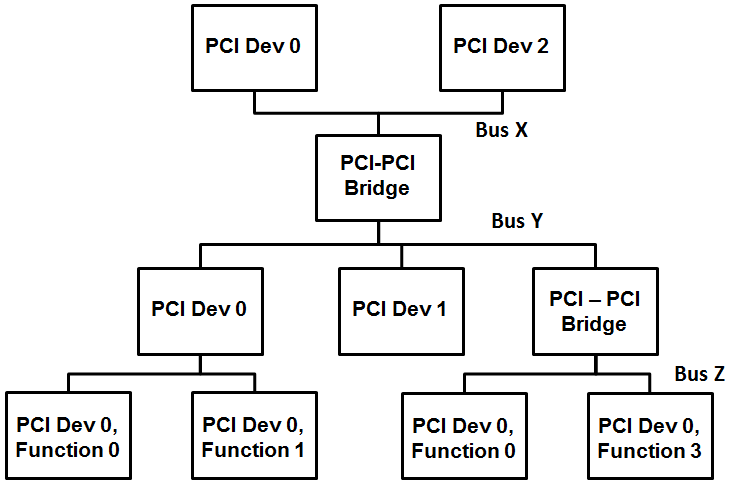 PCI Dev 0
PCI Dev 2
Bus X
PCI-PCI
Bridge
Bus Y
PCI Dev 0
PCI Dev 1
PCI – PCI
Bridge
Bus Z
PCI Dev 0,
Function 0
PCI Dev 0,
Function 1
PCI Dev 0,
Function 0
PCI Dev 0,
Function 3